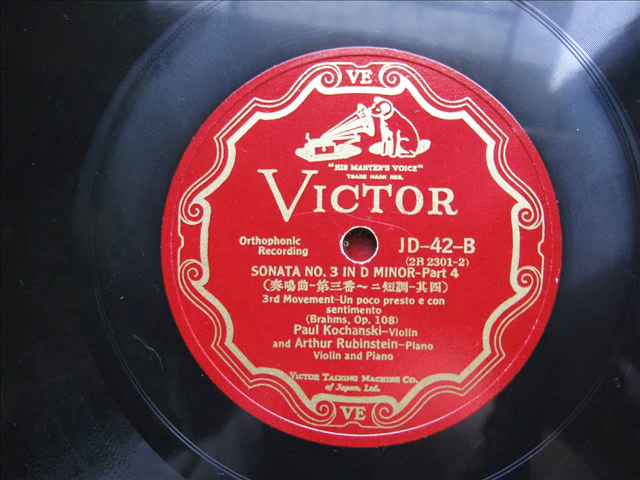 VE
"HIS MASTER'S VOICE"
TRADE MARK REG.
VICTOR
Orthophonic
Recording
JD-42-B
(2B 2301-2)
SONATA NO. 3 IN D MINOR-Part 4
(奏鳴曲-第三番～ニ短調-其四)
3rd Movement-Un poco presto e con
sentimento
(Brahms, Op. 108)
Paul Kochanski-Violin
and Arthur Rubinstein-Piano
Violin and Piano
VICTOR TALKING MACHINE CO.
of Japan, Ltd.
VE